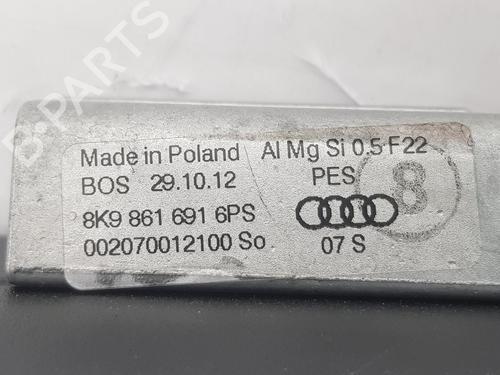 Made in Poland Al Mg Si 0.5 F22
BOS 29.10.12 PES
8
8K9 861 691 6PS
002070012100 So 07 S
B-PARTS